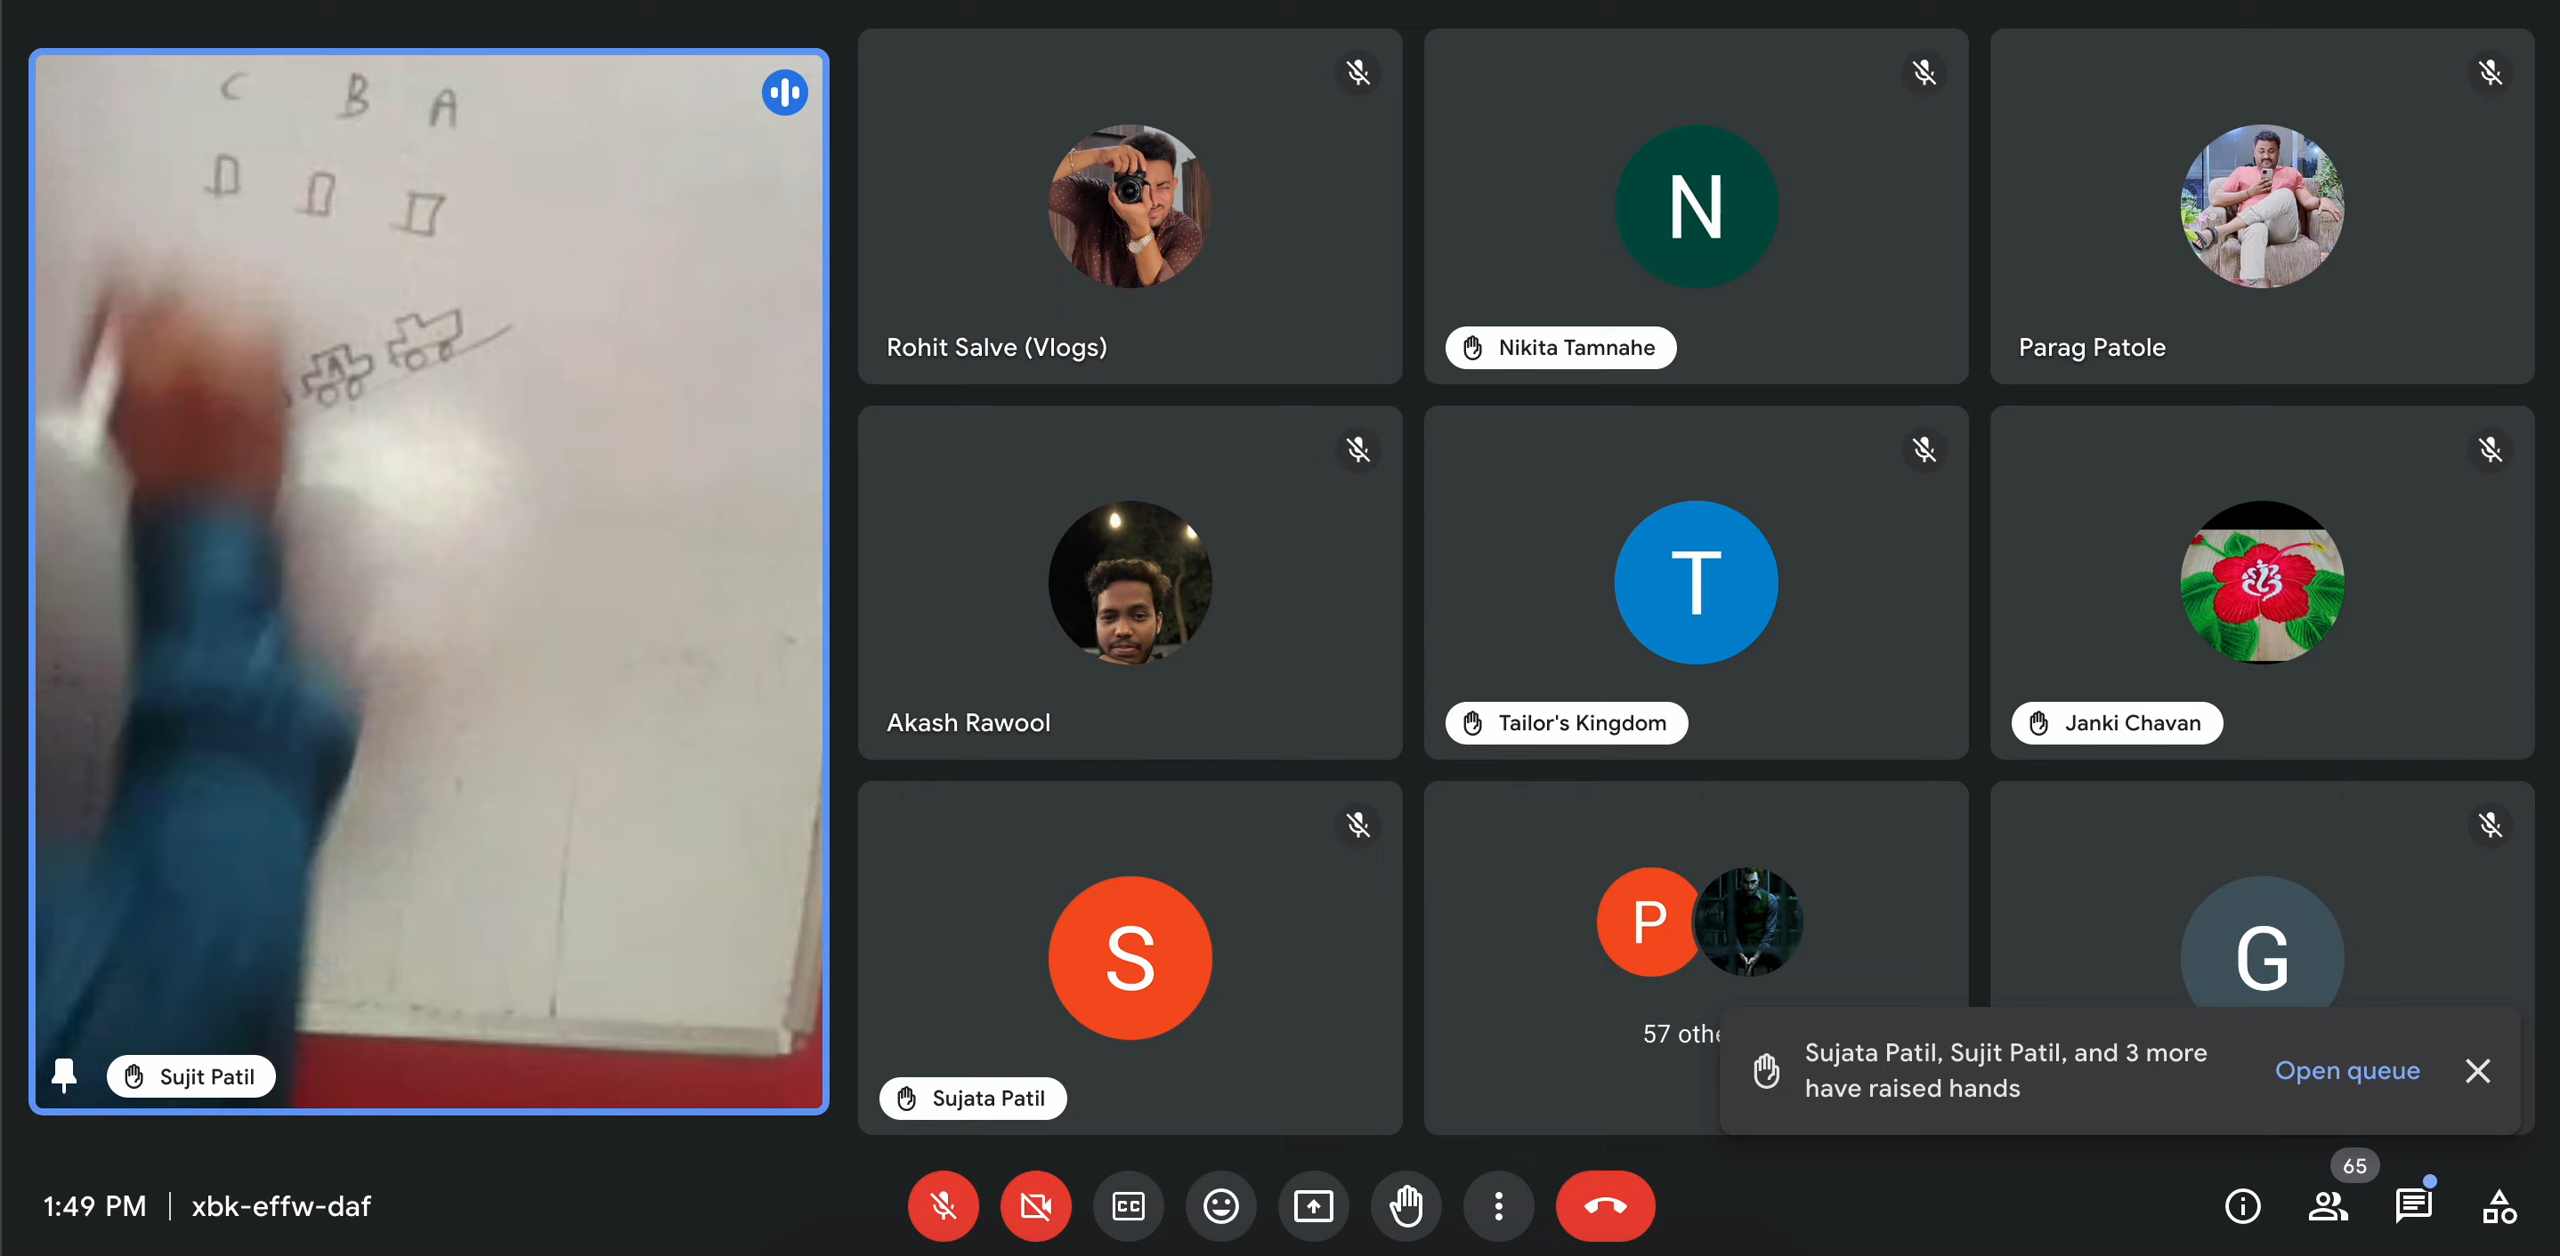 C B A
A
Rohit Salve (Vlogs)
N
Nikita Tamnahe
Parag Patole
Akash Rawool
T
Tailor's Kingdom
Janki Chavan
Sujit Patil
S
Sujata Patil
P
57 othe
G
Sujata Patil, Sujit Patil, and 3 more
have raised hands
Open queue
1:49 PM | xbk-effw-daf
CC
65